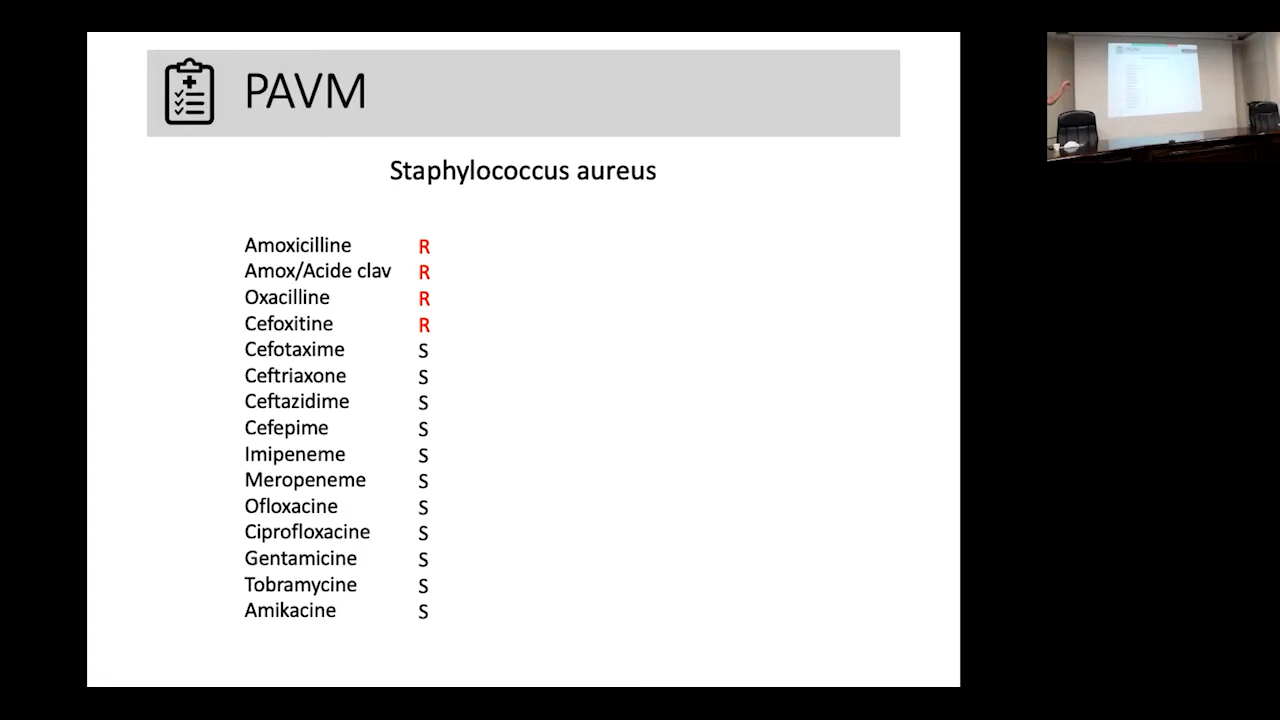 PAVM
Staphylococcus aureus
Amoxicilline R
Amox/Acide clav R
Oxacilline R
Cefoxitine R
Cefotaxime S
Ceftriaxone S
Ceftazidime S
Cefepime S
Imipeneme S
Meropeneme S
Ofloxacine S
Ciprofloxacine S
Gentamicine S
Tobramycine S
Amikacine S